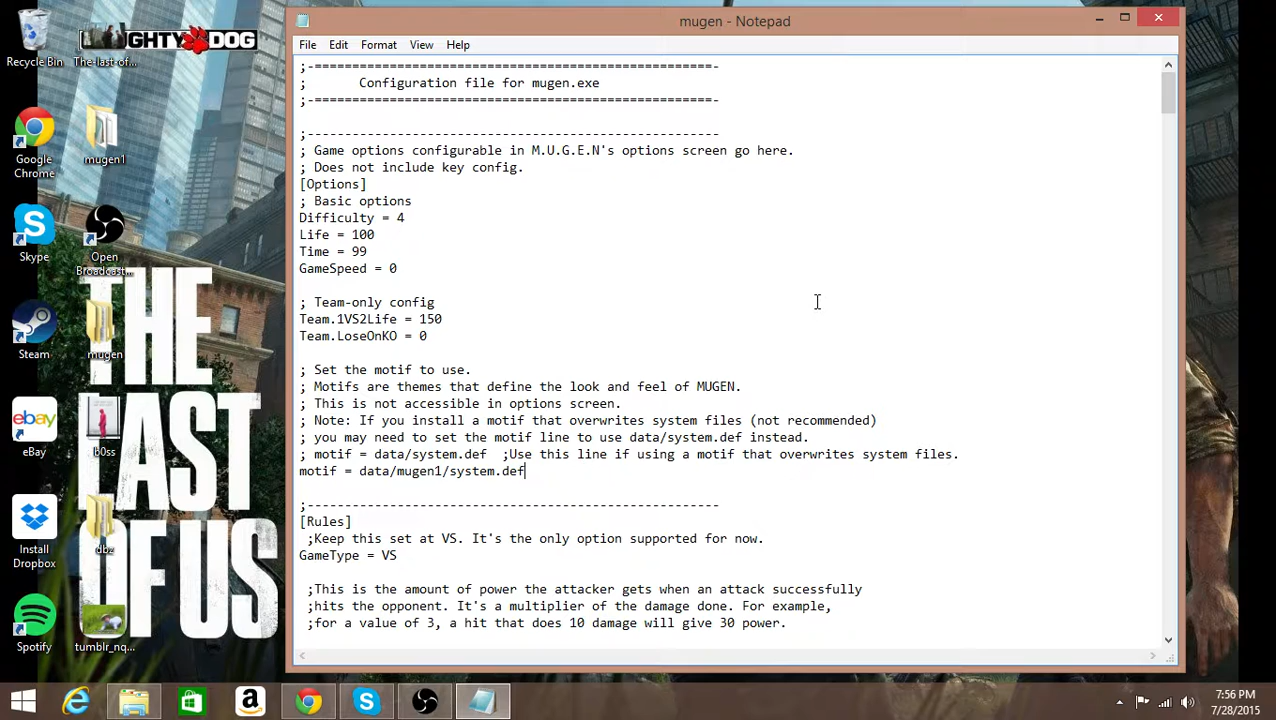 mugen - Notepad
File Edit Format View Help
;-==================================================-
;       Configuration file for mugen.exe
;-==================================================-
;-------------------------------------------------------
; Game options configurable in M.U.G.E.N's options screen go here.
; Does not include key config.
[Options]
; Basic options
Difficulty = 4
Life = 100
Time = 99
GameSpeed = 0
; Team-only config
Team.1VS2Life = 150
Team.LoseOnKO = 0
; Set the motif to use.
; Motifs are themes that define the look and feel of MUGEN.
; This is not accessible in options screen.
; Note: If you install a motif that overwrites system files (not recommended)
; you may need to set the motif line to use data/system.def instead.
; motif = data/system.def  ;Use this line if using a motif that overwrites system files.
motif = data/mugen1/system.def
;-------------------------------------------------------
[Rules]
;Keep this set at VS. It's the only option supported for now.
GameType = VS
;This is the amount of power the attacker gets when an attack successfully
;hits the opponent. It's a multiplier of the damage done. For example,
;for a value of 3, a hit that does 10 damage will give 30 power.
Recycle Bin
GHTY DOG
The-last-of...
Google
Chrome
mugen1
Skype
Open
Broadcast...
Steam
mugen
eBay
b0ss
Install
Dropbox
dbz
Spotify
tumblr_nq...
THE
LAST
OF US
ebay
a
7:56 PM
7/28/2015